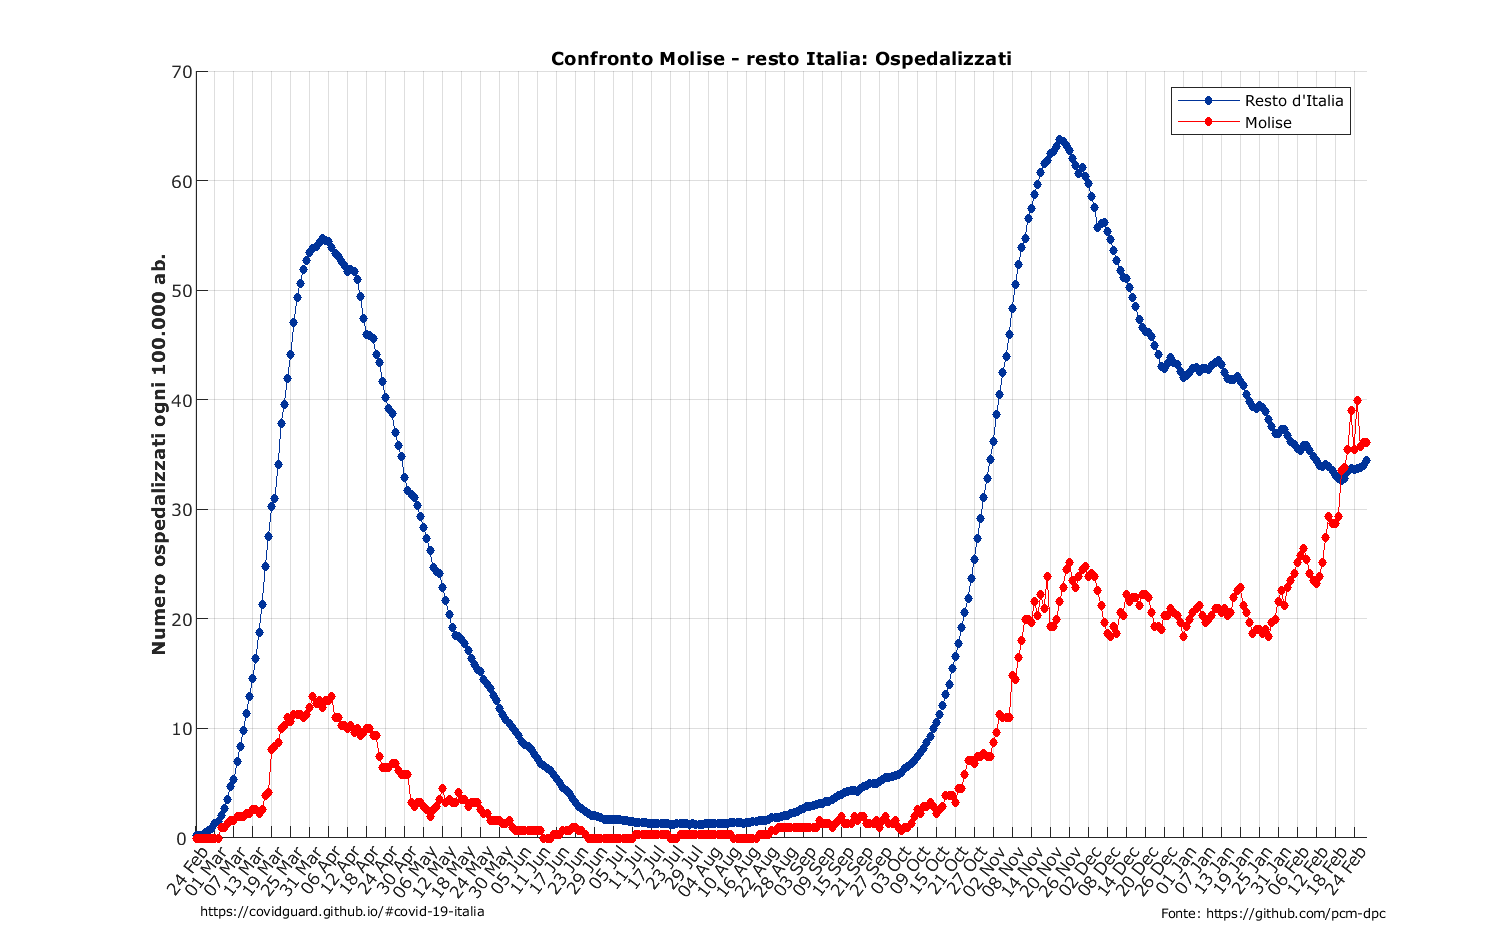 Confronto Molise - resto Italia: Ospedalizzati
Numero ospedalizzati ogni 100.000 ab.
70
60
50
40
30
20
10
0
Resto d'Italia
Molise
24 Feb
01 Mar
07 Mar
13 Mar
19 Mar
25 Mar
31 Mar
06 Apr
12 Apr
18 Apr
24 Apr
30 Apr
06 May
12 May
18 May
24 May
30 May
05 Jun
11 Jun
17 Jun
23 Jun
29 Jun
05 Jul
11 Jul
17 Jul
23 Jul
29 Jul
04 Aug
10 Aug
16 Aug
22 Aug
28 Aug
03 Sep
09 Sep
15 Sep
21 Sep
27 Sep
03 Oct
09 Oct
15 Oct
21 Oct
27 Oct
02 Nov
08 Nov
14 Nov
20 Nov
26 Nov
02 Dec
08 Dec
14 Dec
20 Dec
26 Dec
01 Jan
07 Jan
13 Jan
19 Jan
25 Jan
31 Jan
06 Feb
12 Feb
18 Feb
24 Feb
https://covidguard.github.io/#covid-19-italia
Fonte: https://github.com/pcm-dpc